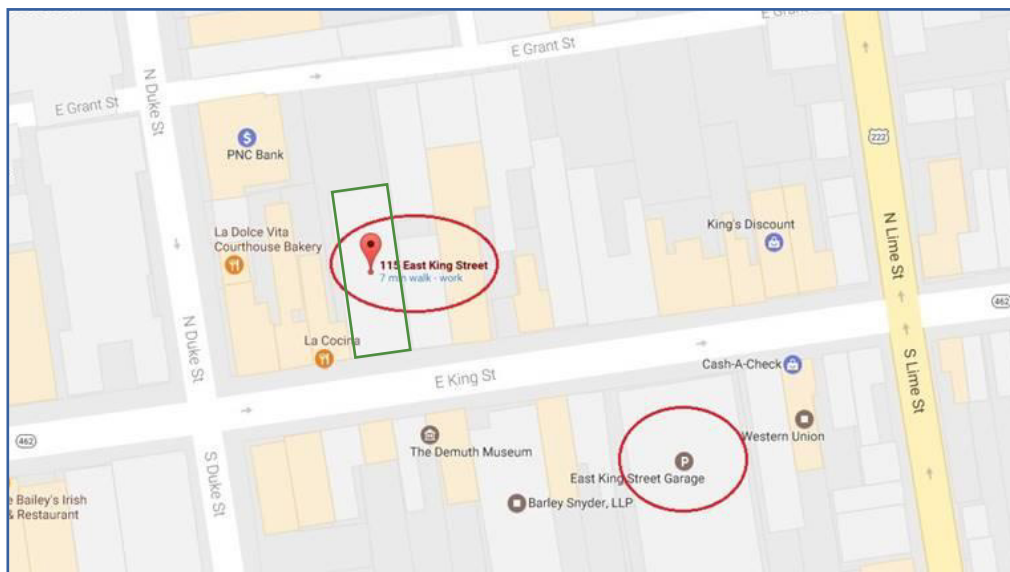 E Grant St
E Grant St
E Grant St
N Duke St
PNC Bank
222
La Dolce Vita
Courthouse Bakery
115 East King Street
7 min walk - work
King's Discount
N Lime St
N Duke St
La Cocina
462
E King St
Cash-A-Check
S Lime St
462
The Demuth Museum
Western Union
S Duke St
East King Street Garage
P
Bailey's Irish
& Restaurant
Barley Snyder, LLP